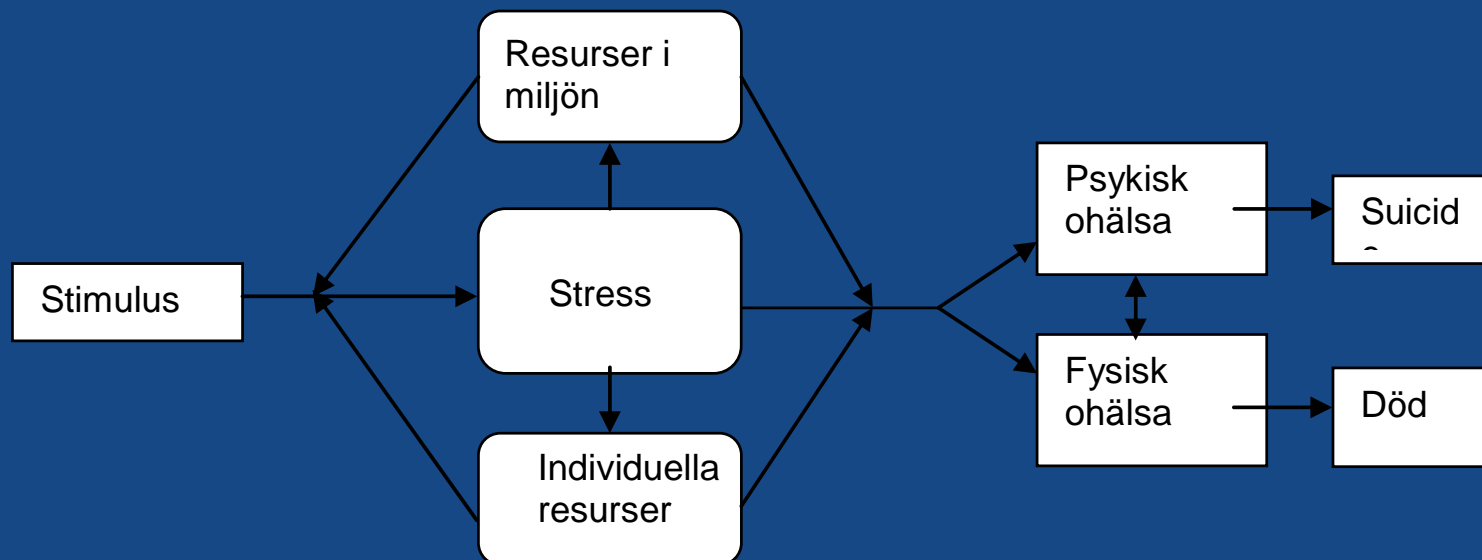 Resurser i
miljön
Stimulus
Stress
Individuella
resurser
Psykisk
ohälsa
Suicid
Fysisk
ohälsa
Död